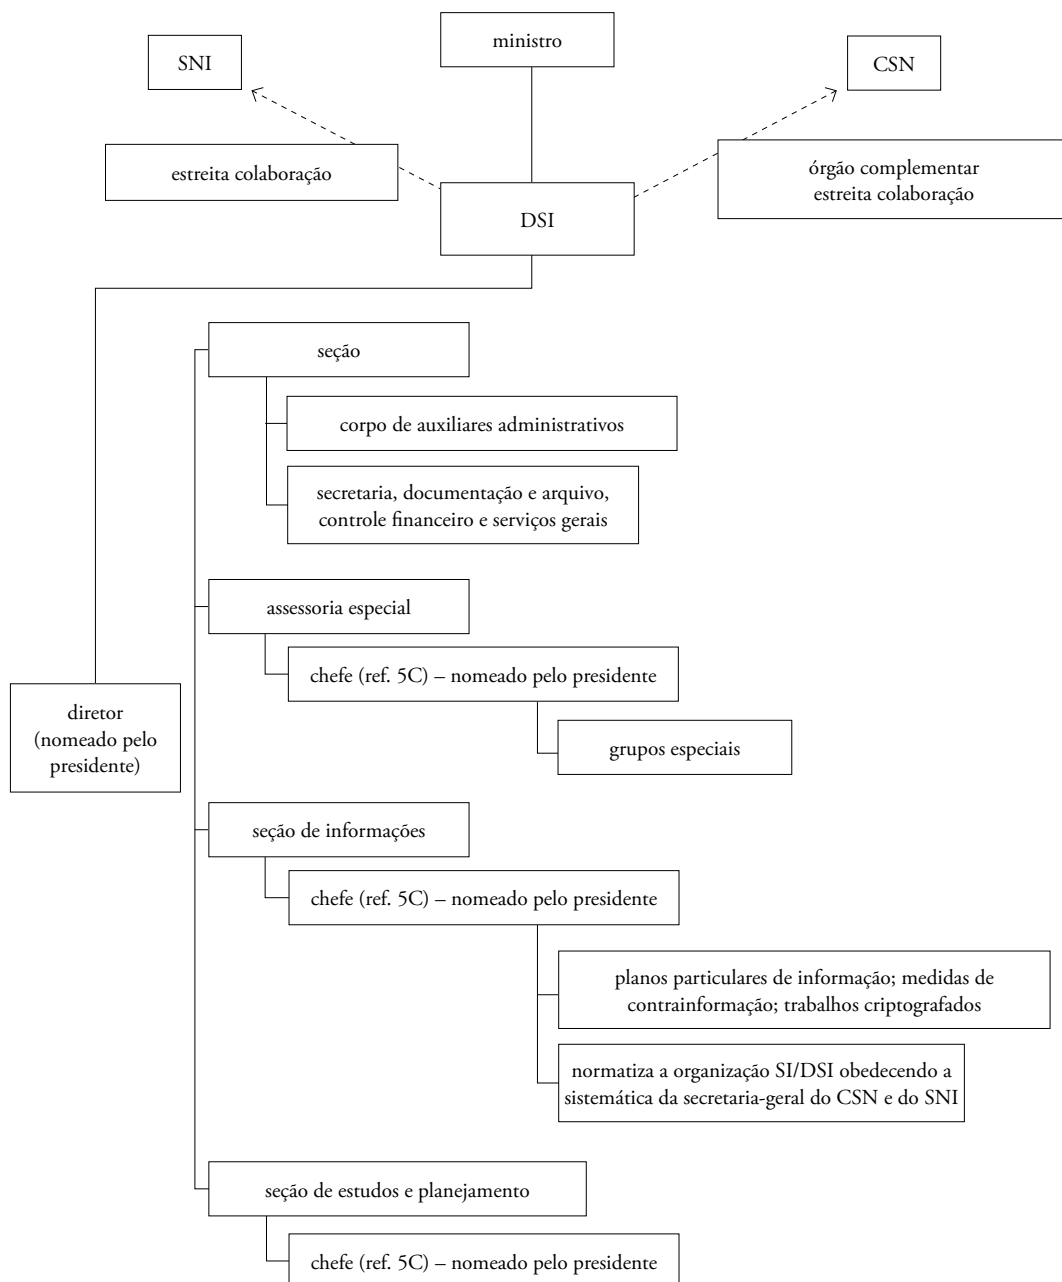 ministro
SNI
CSN
estreita colaboração
órgão complementar
estreita colaboração
DSI
seção
corpo de auxiliares administrativos
secretaria, documentação e arquivo,
controle financeiro e serviços gerais
assessoria especial
chefe (ref. 5C) – nomeado pelo presidente
grupos especiais
diretor
(nomeado pelo
presidente)
seção de informações
chefe (ref. 5C) – nomeado pelo presidente
planos particulares de informação; medidas de
contrainformação; trabalhos criptografados
normatiza a organização SI/DSI obedecendo a
sistemática da secretaria-geral do CSN e do SNI
seção de estudos e planejamento
chefe (ref. 5C) – nomeado pelo presidente